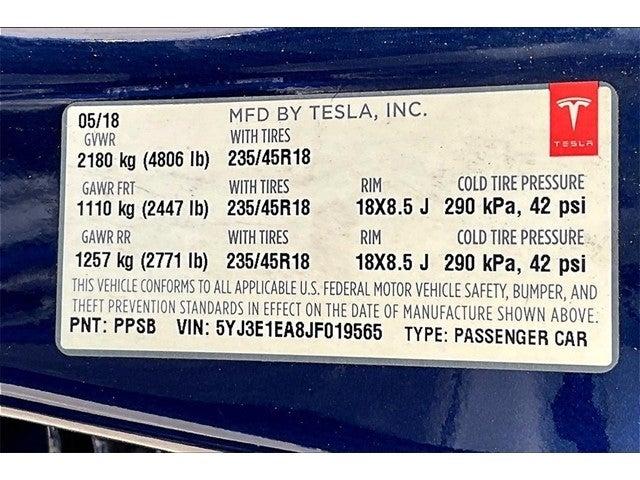 05/18 MFD BY TESLA, INC.
GVWR WITH TIRES
2180 kg (4806 lb) 235/45R18
TESLA
GAWR FRT WITH TIRES RIM COLD TIRE PRESSURE
1110 kg (2447 lb) 235/45R18 18X8.5 J 290 kPa, 42 psi
GAWR RR WITH TIRES RIM COLD TIRE PRESSURE
1257 kg (2771 lb) 235/45R18 18X8.5 J 290 kPa, 42 psi
THIS VEHICLE CONFORMS TO ALL APPLICABLE U.S. FEDERAL MOTOR VEHICLE SAFETY, BUMPER, AND
THEFT PREVENTION STANDARDS IN EFFECT ON THE DATE OF MANUFACTURE SHOWN ABOVE.
PNT: PPSB VIN: 5YJ3E1EA8JF019565 TYPE: PASSENGER CAR